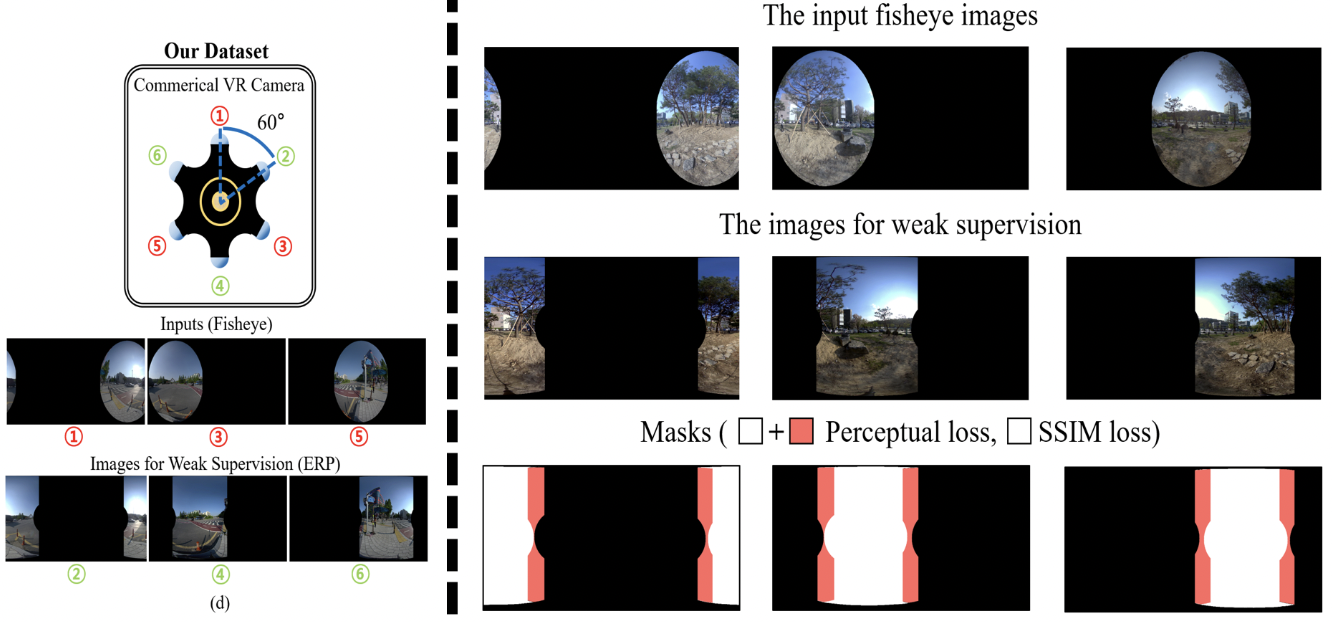 Our Dataset
Commerical VR Camera
①
60°
⑥
②
⑤
③
④
Inputs (Fisheye)
①
③
⑤
Images for Weak Supervision (ERP)
②
④
⑥
(d)
The input fisheye images
The images for weak supervision
Masks ( □+■ Perceptual loss, □ SSIM loss)